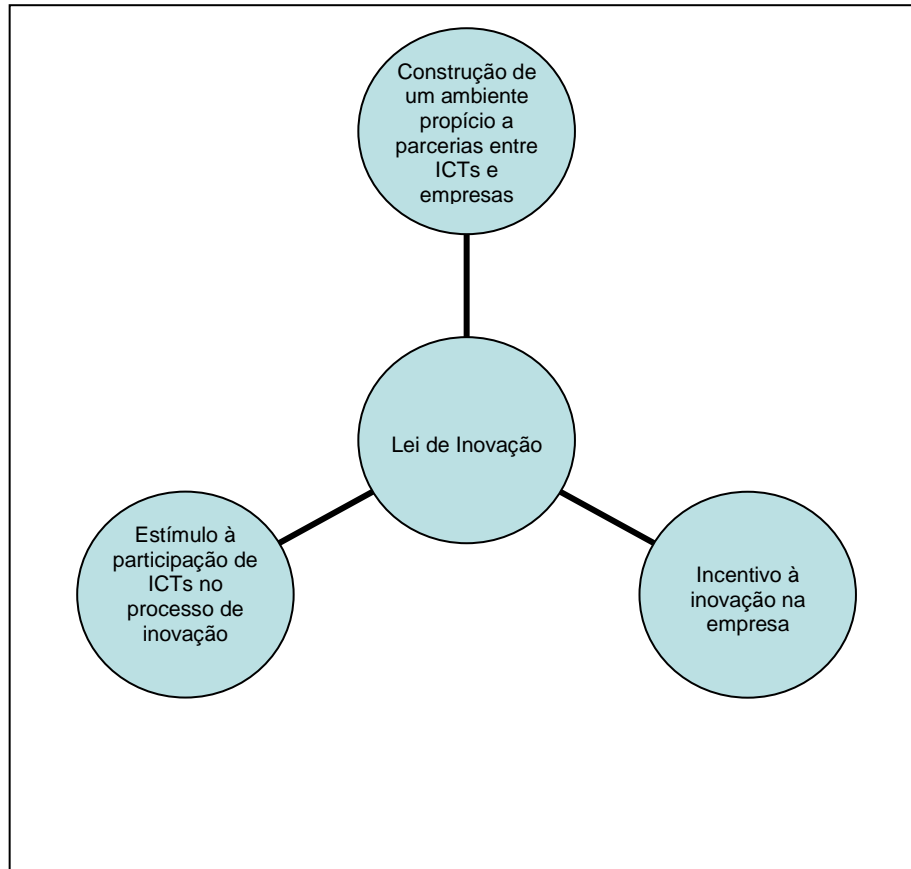 Construção de
um ambiente
propício a
parcerias entre
ICTs e
empresas
Lei de Inovação
Estímulo à
participação de
ICTs no
processo de
inovação
Incentivo à
inovação na
empresa